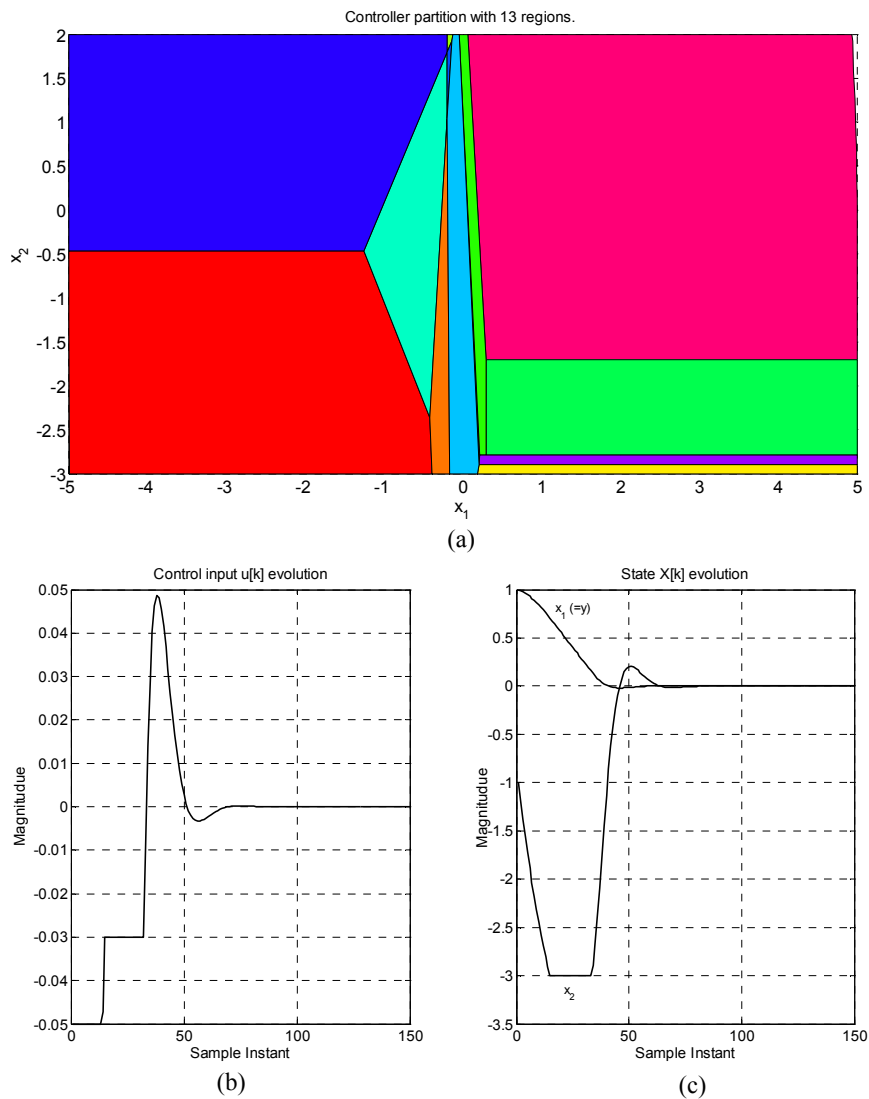 Controller partition with 13 regions.
2
1.5
1
0.5
0
-0.5
-1
-1.5
-2
-2.5
-3
x2
-5 -4 -3 -2 -1 0 1 2 3 4 5
x1
(a)
Control input u[k] evolution
0.05
0.04
0.03
0.02
0.01
0
-0.01
-0.02
-0.03
-0.04
-0.05
Magnitudue
0 50 100 150
Sample Instant
(b)
State X[k] evolution
1
0.5
0
-0.5
-1
-1.5
-2
-2.5
-3
-3.5
Magnitudue
x1 (=y)
x2
0 50 100 150
Sample Instant
(c)